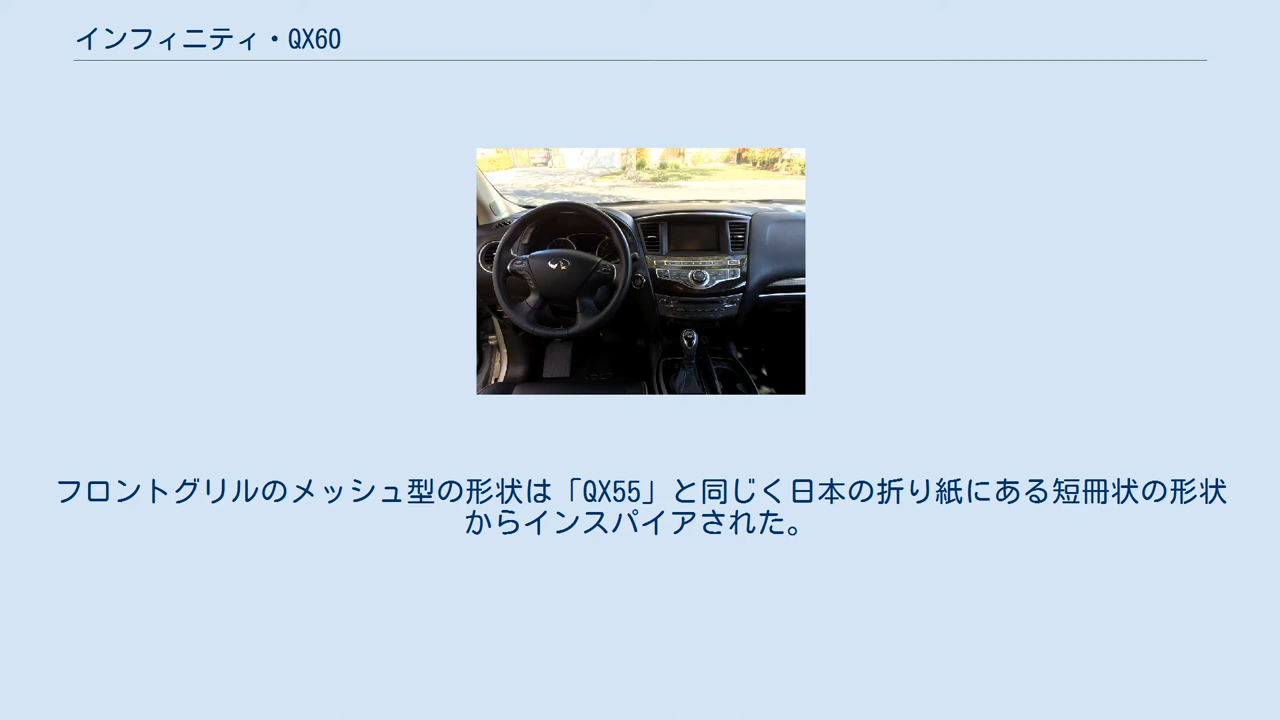 インフィニティ・QX60
フロントグリルのメッシュ型の形状は「QX55」と同じく日本の折り紙にある短冊状の形状
からインスパイアされた。